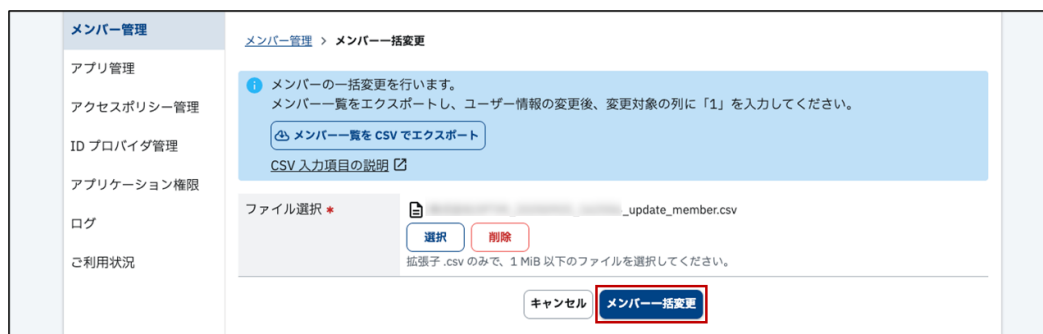 メンバー管理
アプリ管理
アクセスポリシー管理
ID プロバイダ管理
アプリケーション権限
ログ
ご利用状況
メンバー管理 > メンバー一括変更
メンバーの一括変更を行います。
メンバー一覧をエクスポートし、ユーザー情報の変更後、変更対象の列に「1」を入力してください。
メンバー一覧を CSV でエクスポート
CSV 入力項目の説明
ファイル選択 *
_update_member.csv
選択 削除
拡張子 .csv のみで、1 MiB 以下のファイルを選択してください。
キャンセル メンバー一括変更